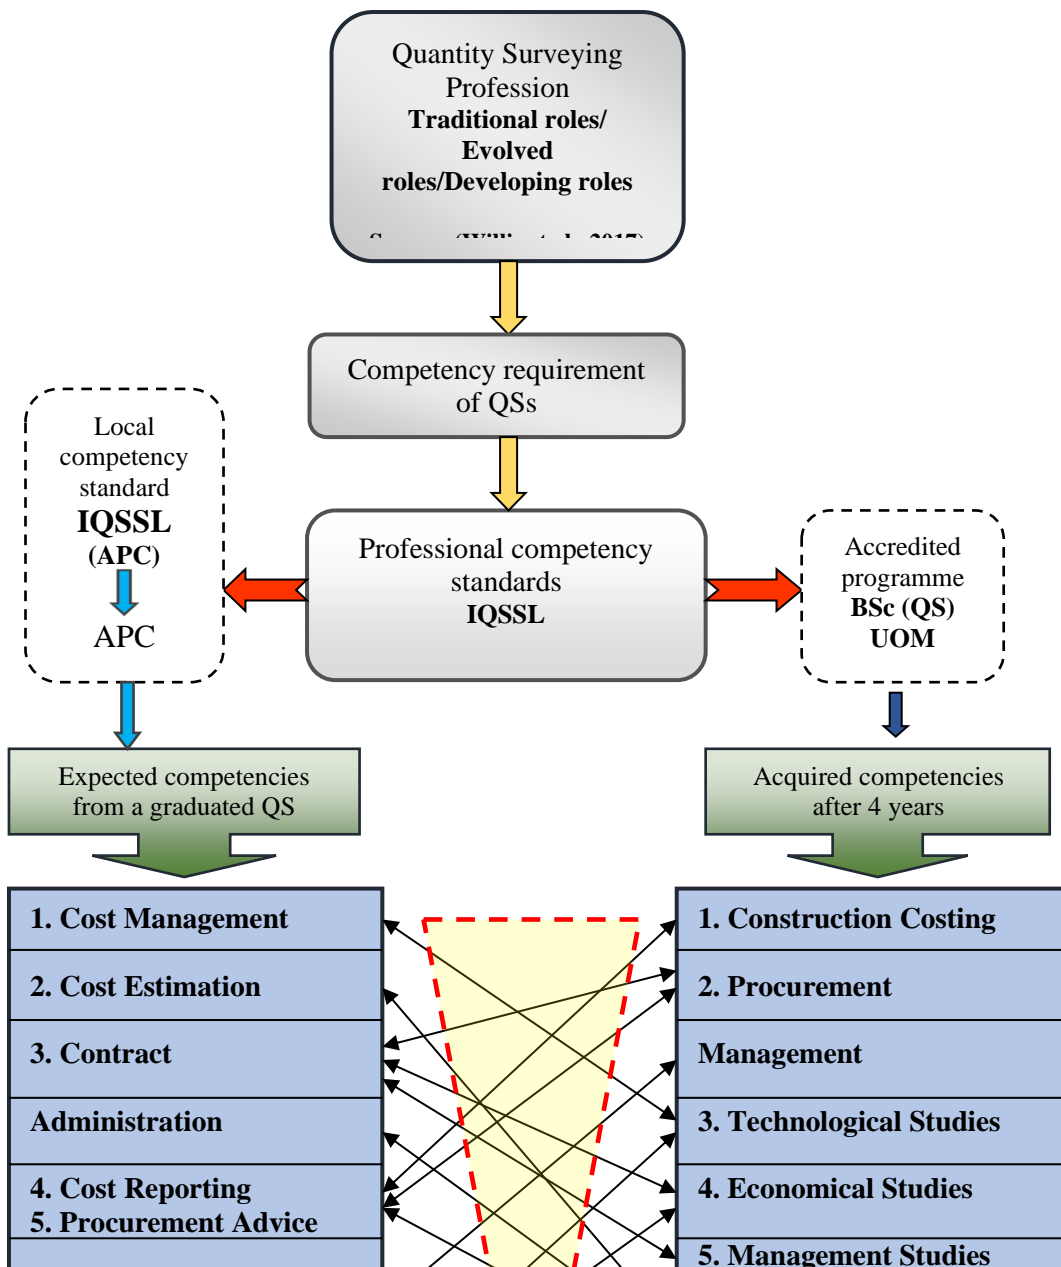 Quantity Surveying
Profession
Traditional roles/
Evolved
roles/Developing roles
Competency requirement
of QSs
Local
competency
standard
IQSSL
(APC)
APC
Professional competency
standards
IQSSL
Accredited
programme
BSc (QS)
UOM
Expected competencies
from a graduated QS
Acquired competencies
after 4 years
1. Cost Management
2. Cost Estimation
3. Contract
Administration
4. Cost Reporting
5. Procurement Advice
1. Construction Costing
2. Procurement
Management
3. Technological Studies
4. Economical Studies
5. Management Studies